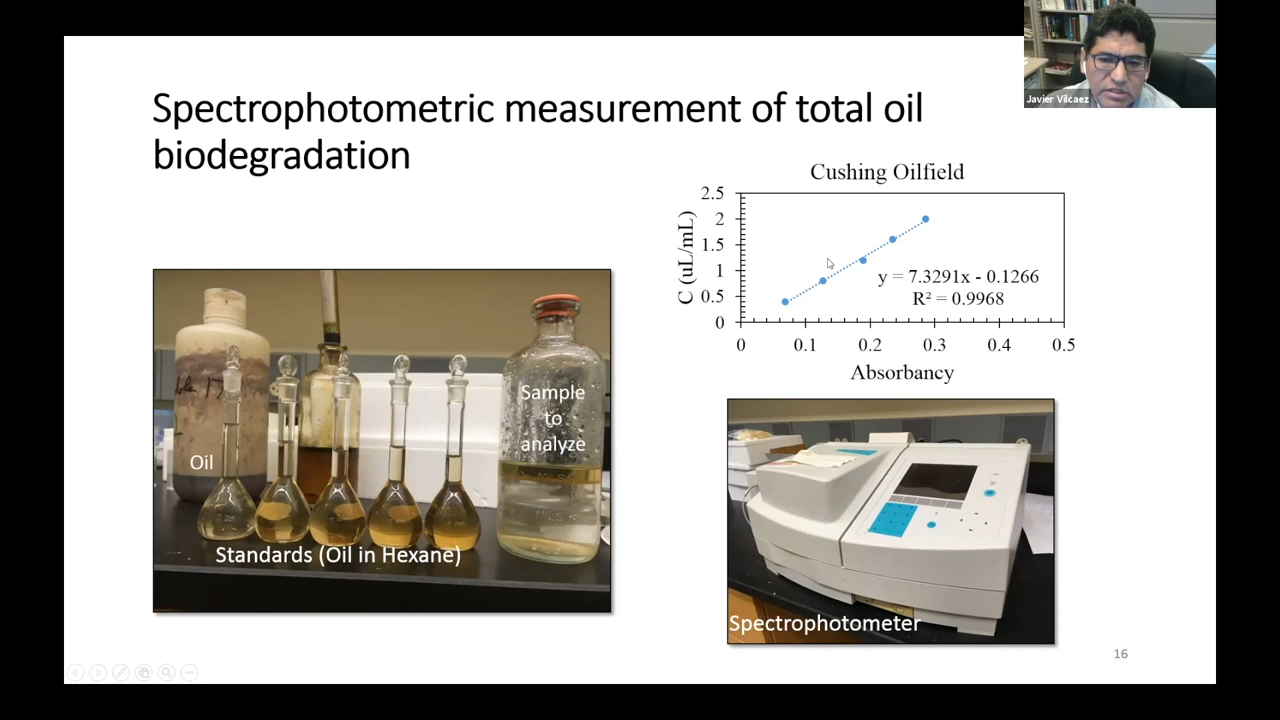 Javier Vilcaez
Spectrophotometric measurement of total oil
biodegradation
Cushing Oilfield
C (uL/mL)
2.5
2
1.5
1
0.5
0
y = 7.3291x - 0.1266
R² = 0.9968
0 0.1 0.2 0.3 0.4 0.5
Absorbancy
Sample
to
analyze
Oil
Standards (Oil in Hexane)
Spectrophotometer
16